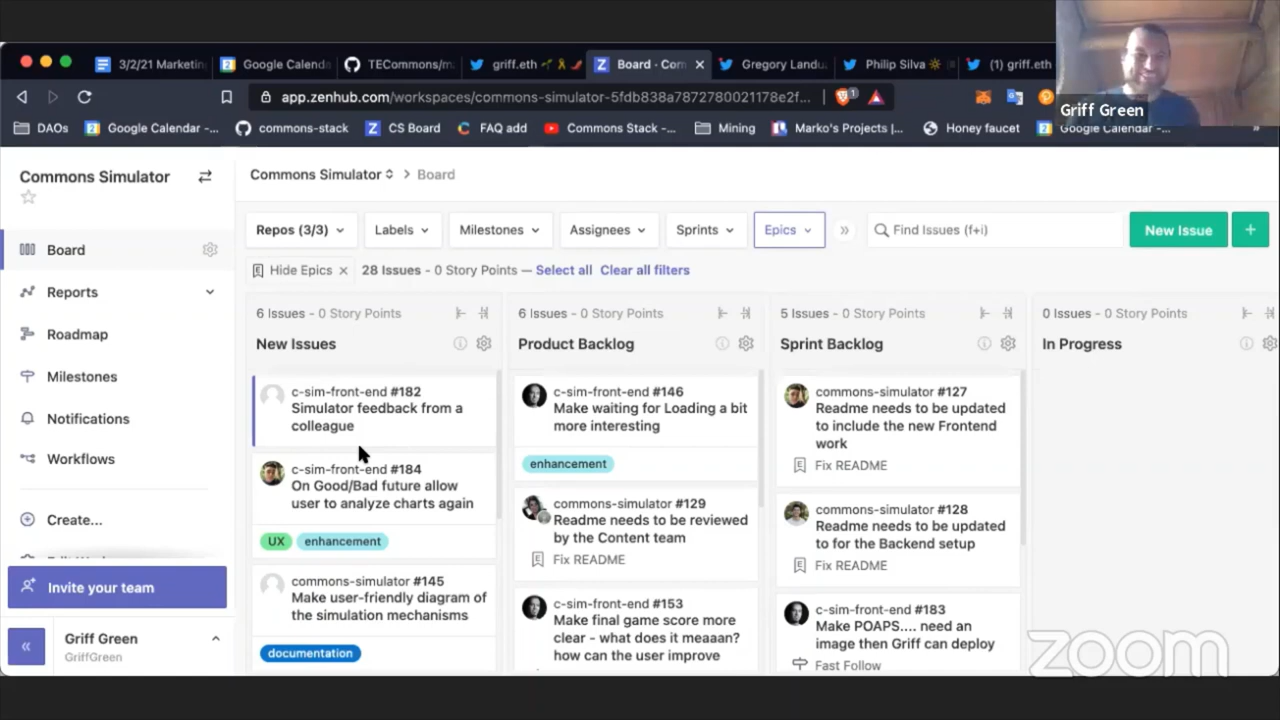 3/2/21 Marketin
Google Calenda
TECommons/m
griff.eth
Board · Com
Gregory Landu
Philip Silva
(1) griff.eth
app.zenhub.com/workspaces/commons-simulator-5fdb838a7872780021178e2f...
1
DAOs
Google Calendar -...
commons-stack
CS Board
FAQ add
Commons Stack -...
Mining
Marko's Projects |...
Honey faucet
Google Calendar -...
»
Griff Green
Commons Simulator
Commons Simulator > Board
Board
Reports
Roadmap
Milestones
Notifications
Workflows
Create...
Invite your team
«
Griff Green
GriffGreen
Repos (3/3)
Labels
Milestones
Assignees
Sprints
Epics
»
Find Issues (f+i)
New Issue
+
Hide Epics ×
28 Issues - 0 Story Points —
Select all
Clear all filters
6 Issues - 0 Story Points
New Issues
c-sim-front-end #182
Simulator feedback from a
colleague
c-sim-front-end #184
On Good/Bad future allow
user to analyze charts again
UX
enhancement
commons-simulator #145
Make user-friendly diagram of
the simulation mechanisms
documentation
6 Issues - 0 Story Points
Product Backlog
c-sim-front-end #146
Make waiting for Loading a bit
more interesting
enhancement
commons-simulator #129
Readme needs to be reviewed
by the Content team
Fix README
c-sim-front-end #153
Make final game score more
clear - what does it meaaan?
how can the user improve
5 Issues - 0 Story Points
Sprint Backlog
commons-simulator #127
Readme needs to be updated
to include the new Frontend
work
Fix README
commons-simulator #128
Readme needs to be updated
to for the Backend setup
Fix README
c-sim-front-end #183
Make POAPS.... need an
image then Griff can deploy
Fast Follow
0 Issues - 0 Story Points
In Progress
zoom